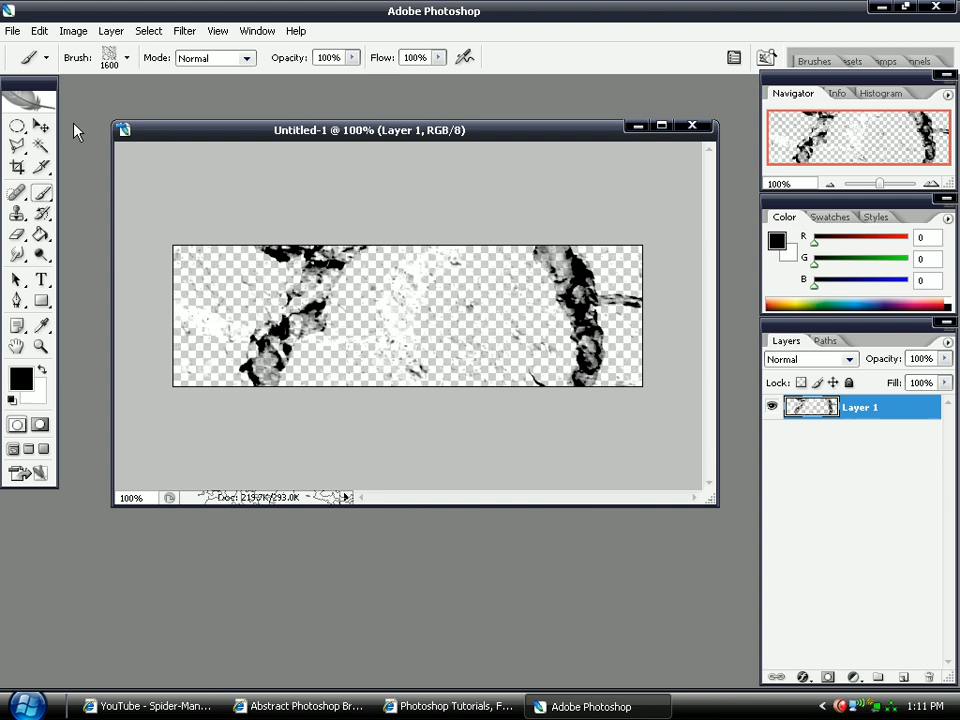 Adobe Photoshop
File Edit Image Layer Select Filter View Window Help
Brush: 1600 Mode: Normal Opacity: 100% Flow: 100%
Brushes
Navigator Info Histogram
Untitled-1 @ 100% (Layer 1, RGB/8)
100%
Color Swatches Styles
R 0
G 0
B 0
Layers Paths
Normal Opacity: 100%
Lock: Fill: 100%
Layer 1
100% Doc: 219.7K/293.0K
YouTube - Spider-Man... Abstract Photoshop Br... Photoshop Tutorials, F... Adobe Photoshop 1:11 PM